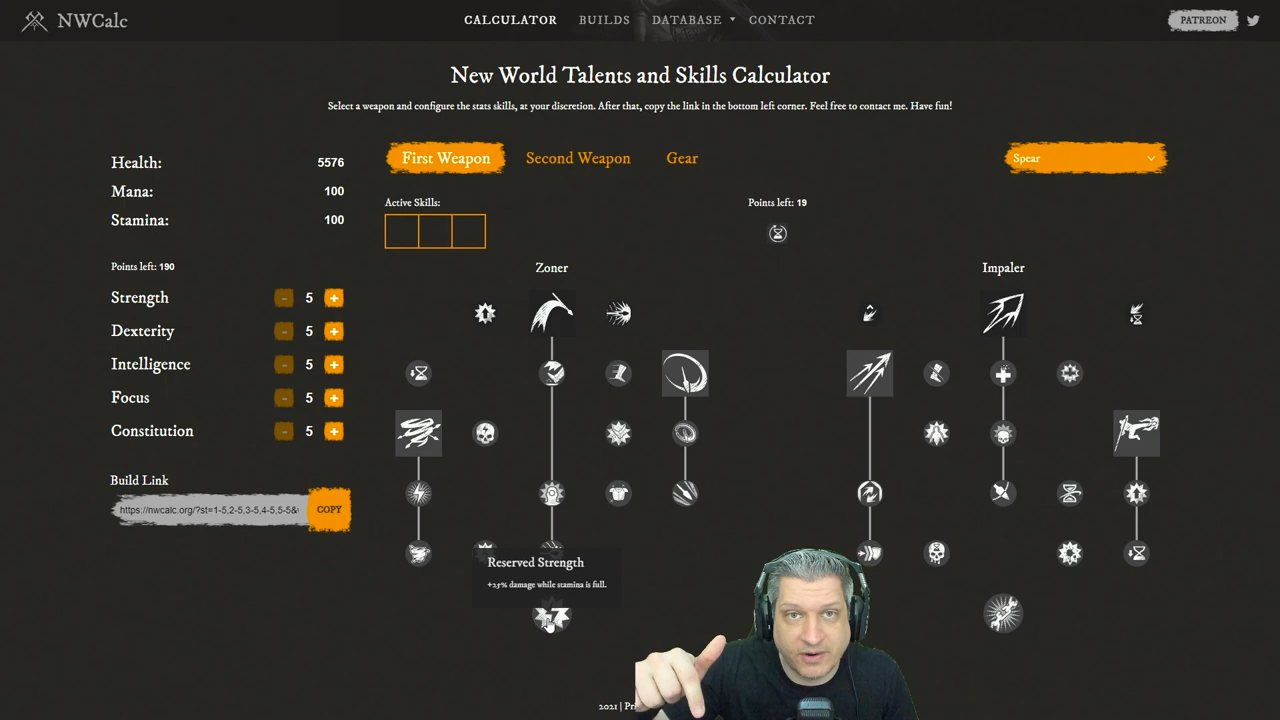 NWCalc
CALCULATOR BUILDS DATABASE CONTACT
PATREON
New World Talents and Skills Calculator
Select a weapon and configure the stats skills, at your discretion. After that, copy the link in the bottom left corner. Feel free to contact me. Have fun!
Health: 5576
Mana: 100
Stamina: 100
Points left: 190
Strength - 5 +
Dexterity - 5 +
Intelligence - 5 +
Focus - 5 +
Constitution - 5 +
Build Link
https://nwcalc.org/?st=1-5,2-5,3-5,4-5,5-5&
COPY
First Weapon Second Weapon Gear
Spear
Active Skills:
Points left: 19
Zoner
Impaler
Reserved Strength
+25% damage while stamina is full.
2021 |